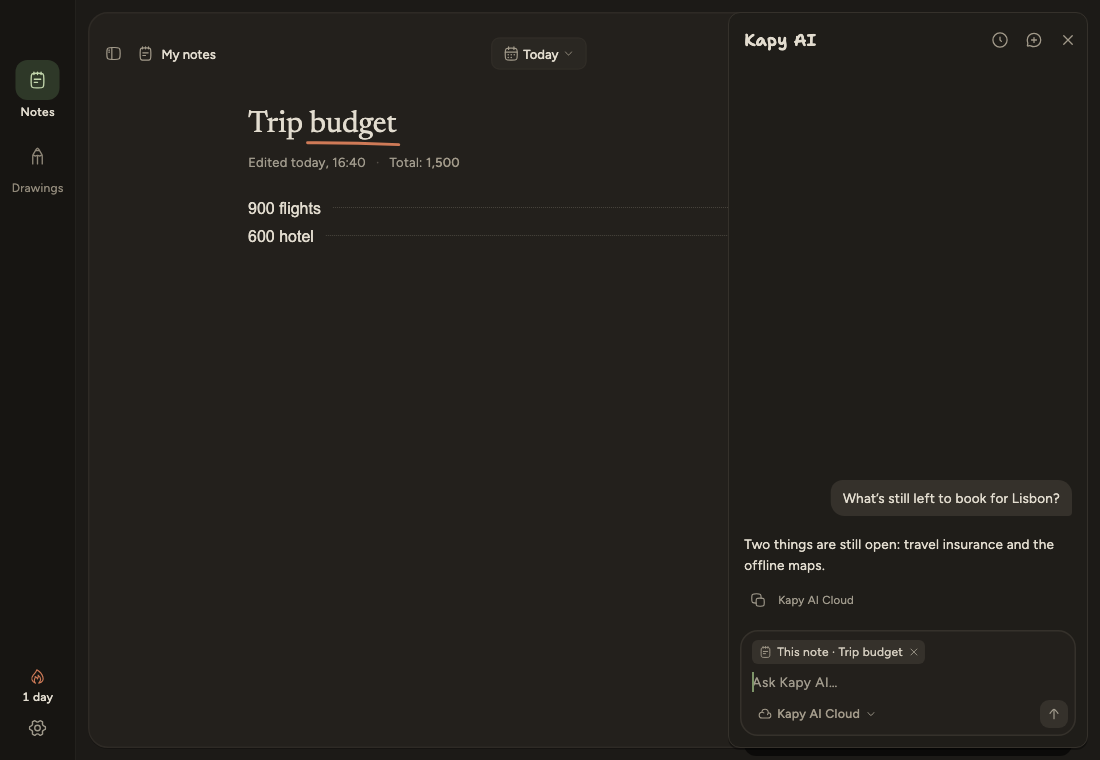 My notes
Today
Kapy AI
Notes
Drawings
Trip budget
Edited today, 16:40 · Total: 1,500
900 flights
600 hotel
What's still left to book for Lisbon?
Two things are still open: travel insurance and the
offline maps.
Kapy AI Cloud
This note · Trip budget
Ask Kapy AI...
Kapy AI Cloud
1 day